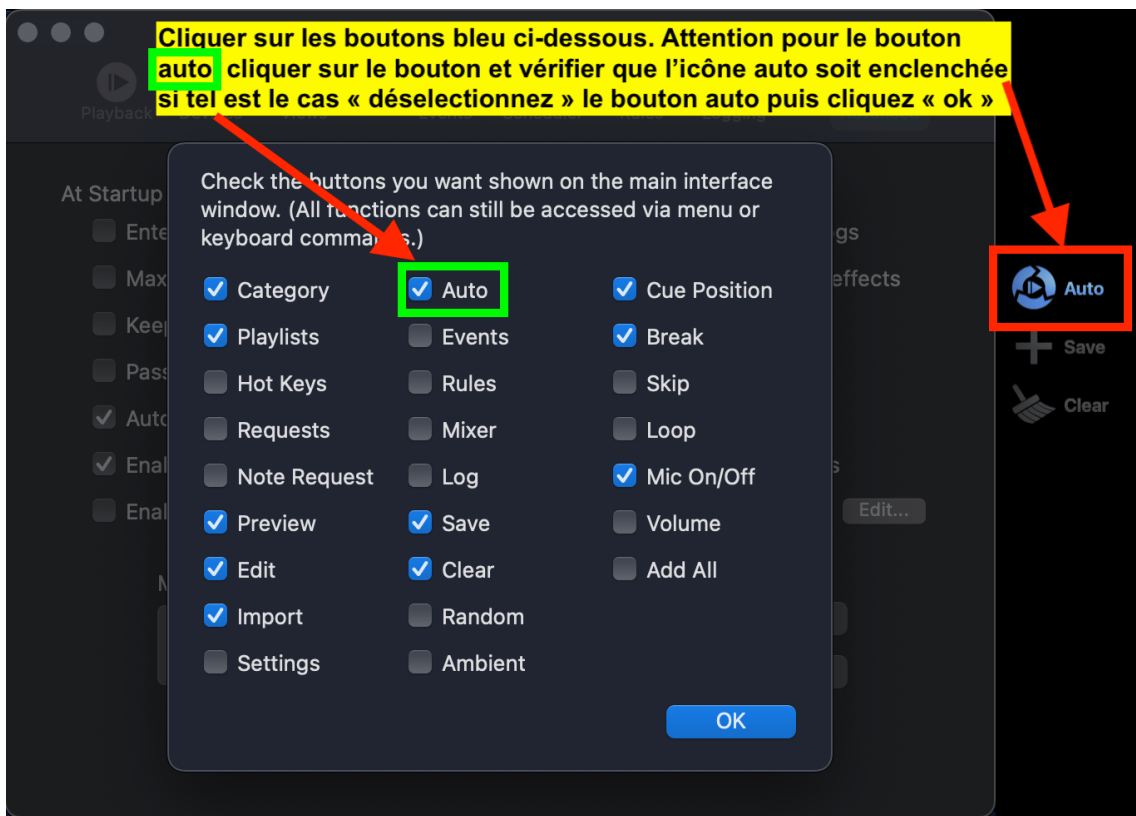 Cliquer sur les boutons bleu ci-dessous. Attention pour le bouton
auto cliquer sur le bouton et vérifier que l'icône auto soit enclenchée
si tel est le cas « déselectionnez » le bouton auto puis cliquez « ok »
Playback
At Startup
Check the buttons you want shown on the main interface
window. (All functions can still be accessed via menu or
keyboard commands.)
Category
Auto
Cue Position
Playlists
Events
Break
Hot Keys
Rules
Skip
Requests
Mixer
Loop
Note Request
Log
Mic On/Off
Preview
Save
Volume
Edit
Clear
Add All
Import
Random
Settings
Ambient
OK
effects
Edit...
Auto
Save
Clear